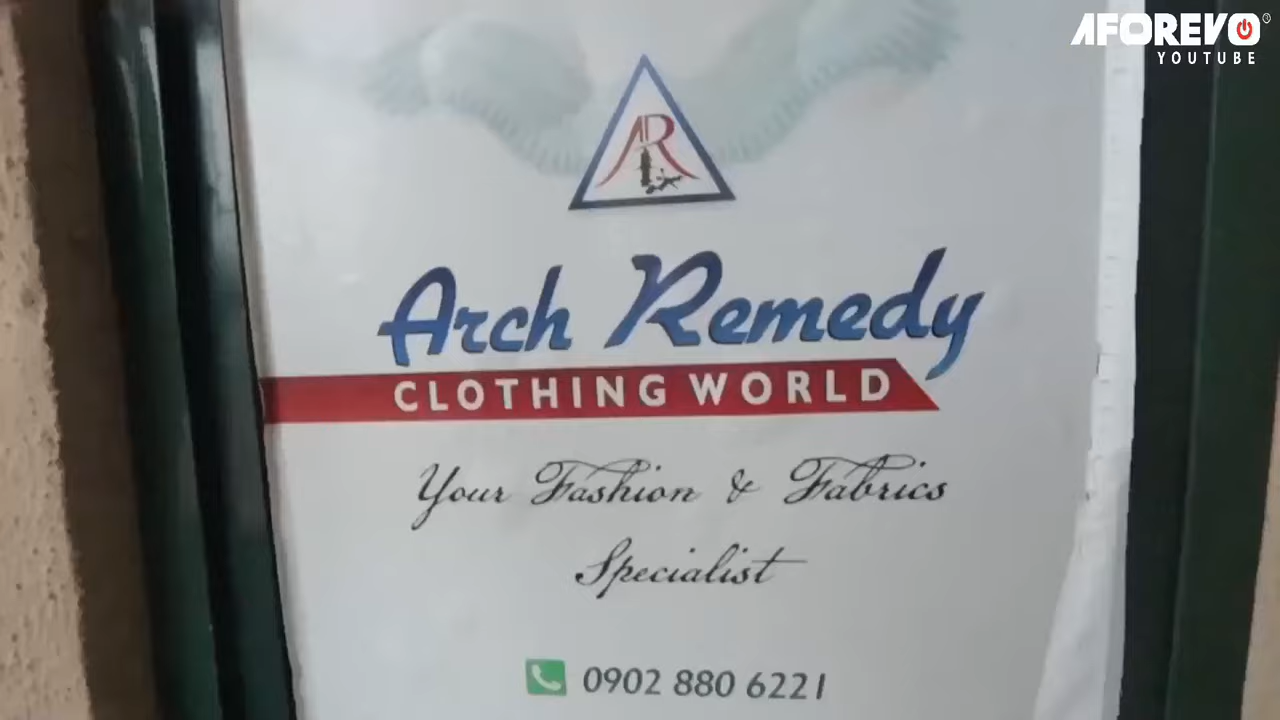 AFOREVO
YOUTUBE
AR
Arch Remedy
CLOTHING WORLD
Your Fashion & Fabrics
Specialist
0902 880 6221